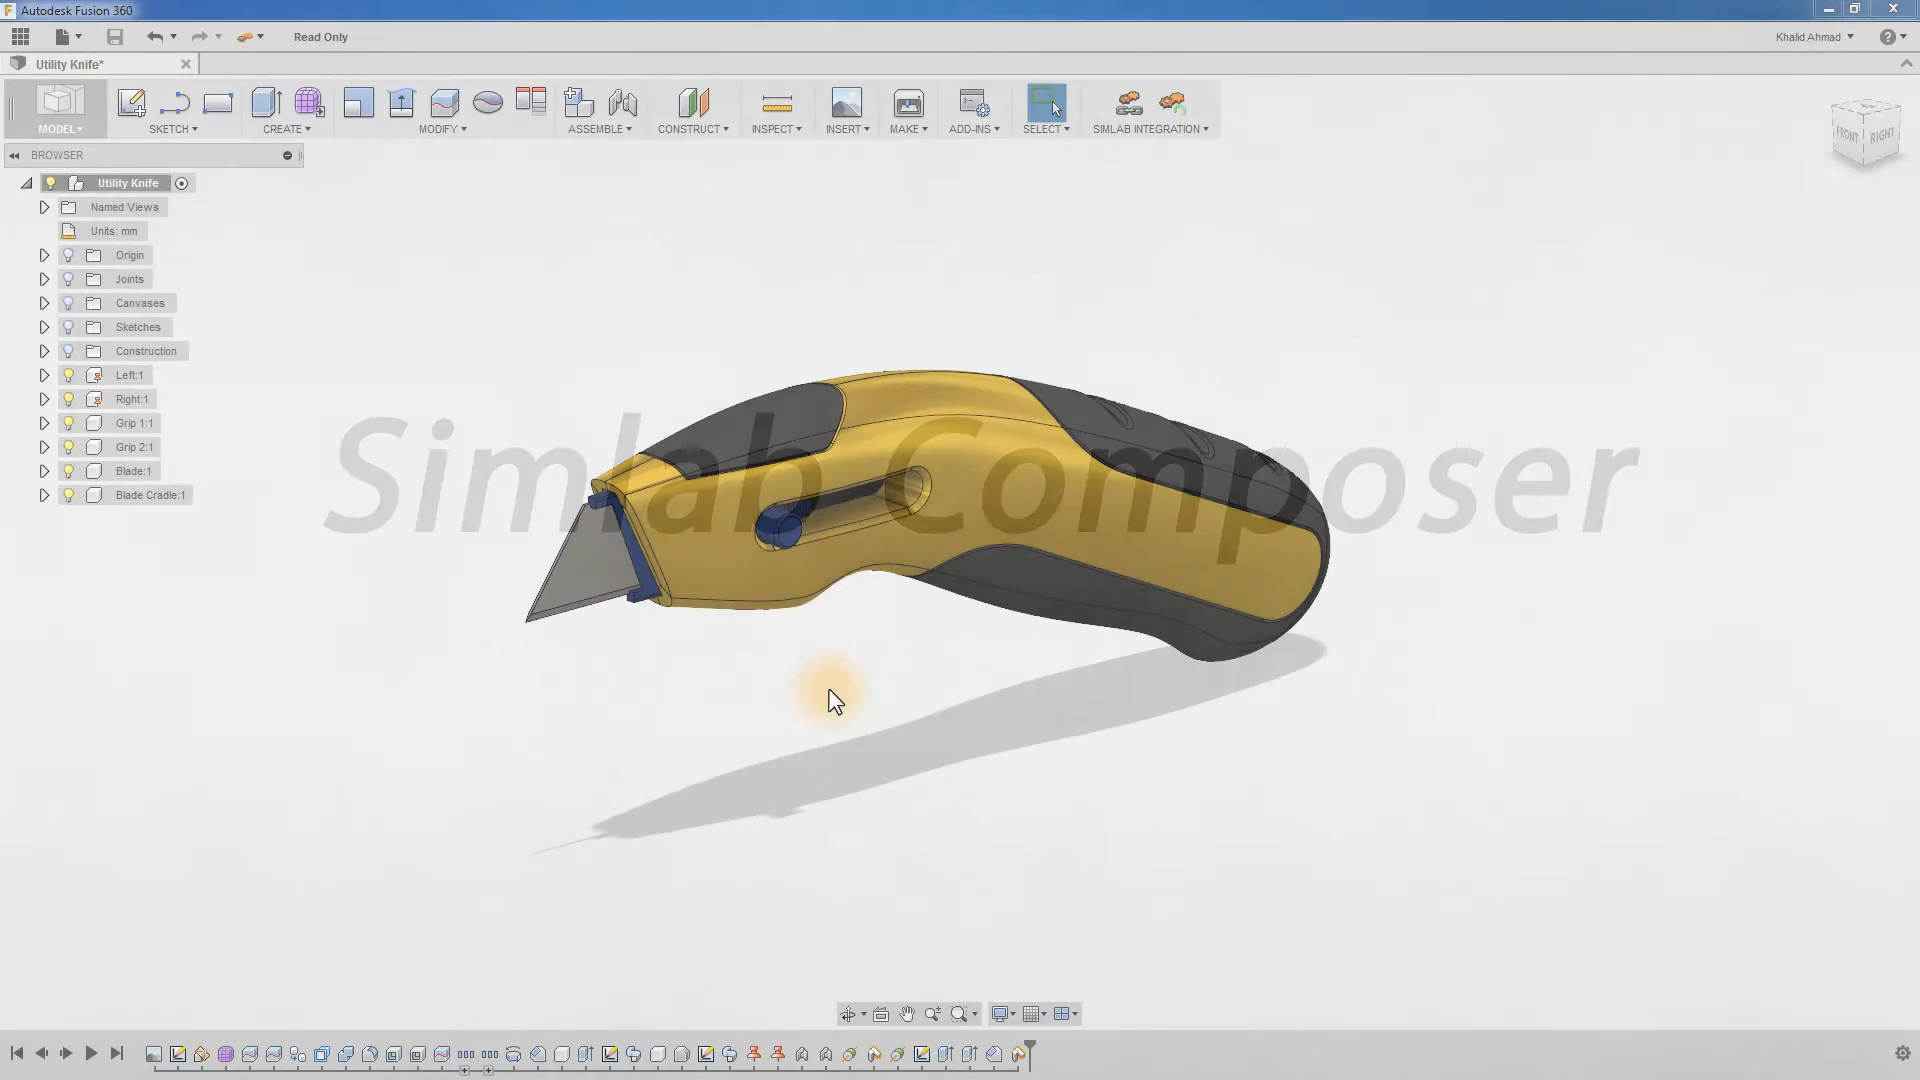 Autodesk Fusion 360
Read Only
Khalid Ahmad
Utility Knife*
MODEL
SKETCH
CREATE
MODIFY
ASSEMBLE
CONSTRUCT
INSPECT
INSERT
MAKE
ADD-INS
SELECT
SIMLAB INTEGRATION
FRONT
RIGHT
BROWSER
Utility Knife
Named Views
Units: mm
Origin
Joints
Canvases
Sketches
Construction
Left:1
Right:1
Grip 1:1
Grip 2:1
Blade:1
Blade Cradle:1
Simlab Composer